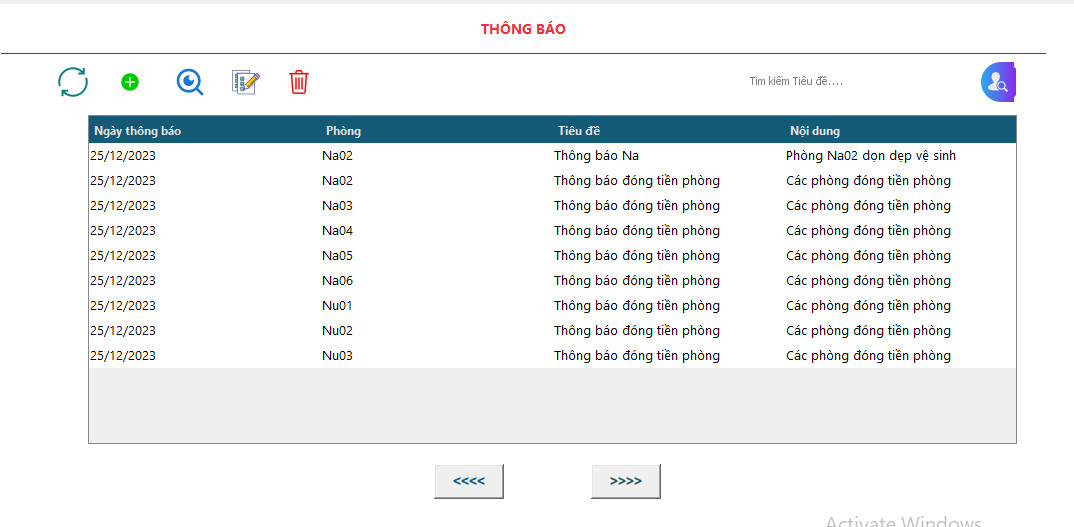 THÔNG BÁO
Tìm kiếm Tiêu đề....
Ngày thông báo Phòng Tiêu đề Nội dung
25/12/2023 Na02 Thông báo Na Phòng Na02 dọn dẹp vệ sinh
25/12/2023 Na02 Thông báo đóng tiền phòng Các phòng đóng tiền phòng
25/12/2023 Na03 Thông báo đóng tiền phòng Các phòng đóng tiền phòng
25/12/2023 Na04 Thông báo đóng tiền phòng Các phòng đóng tiền phòng
25/12/2023 Na05 Thông báo đóng tiền phòng Các phòng đóng tiền phòng
25/12/2023 Na06 Thông báo đóng tiền phòng Các phòng đóng tiền phòng
25/12/2023 Nu01 Thông báo đóng tiền phòng Các phòng đóng tiền phòng
25/12/2023 Nu02 Thông báo đóng tiền phòng Các phòng đóng tiền phòng
25/12/2023 Nu03 Thông báo đóng tiền phòng Các phòng đóng tiền phòng
<<<< >>>>
Activate Windows